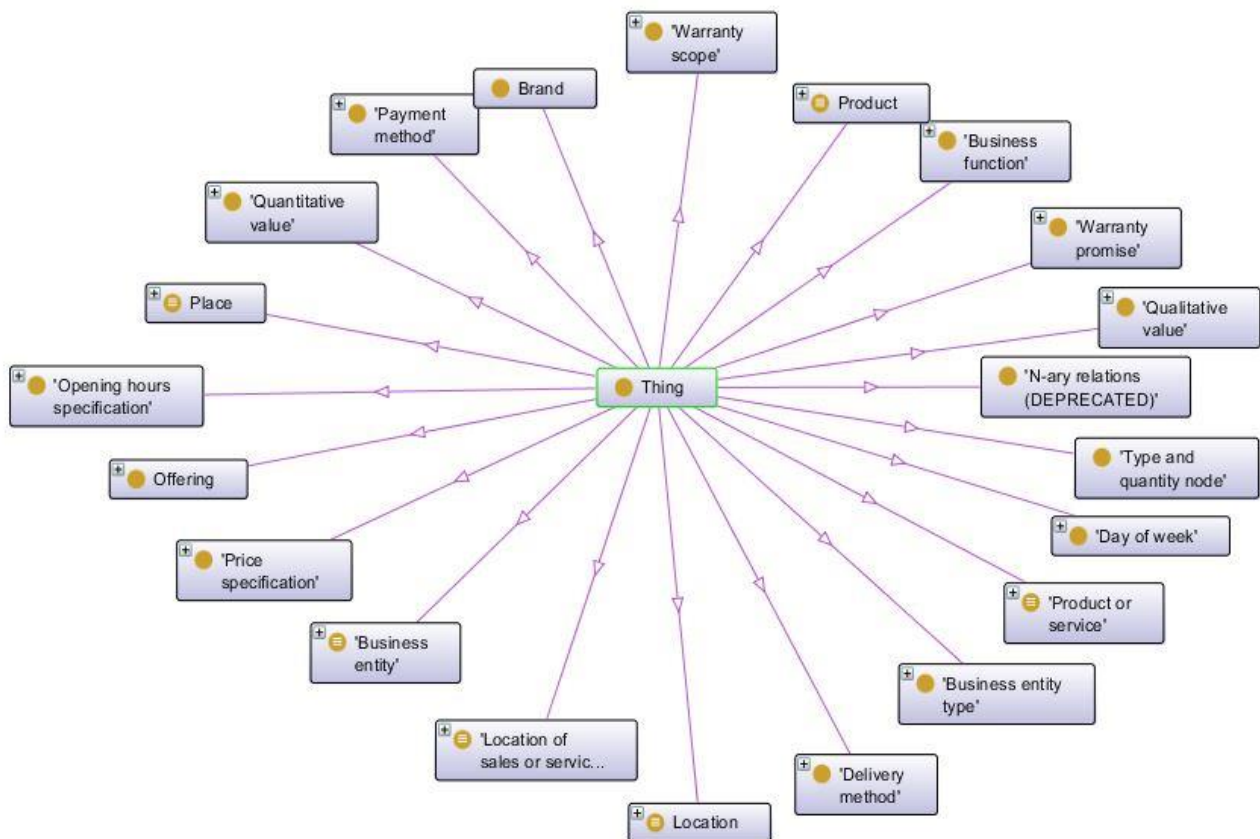 'Warranty
scope'
Brand
Product
'Payment
method'
'Business
function'
'Quantitative
value'
'Warranty
promise'
Place
'Qualitative
value'
'Opening hours
specification'
Thing
'N-ary relations
(DEPRECATED)'
Offering
'Type and
quantity node'
'Day of week'
'Price
specification'
'Product or
service'
'Business
entity'
'Business entity
type'
'Location of
sales or servic...
'Delivery
method'
Location